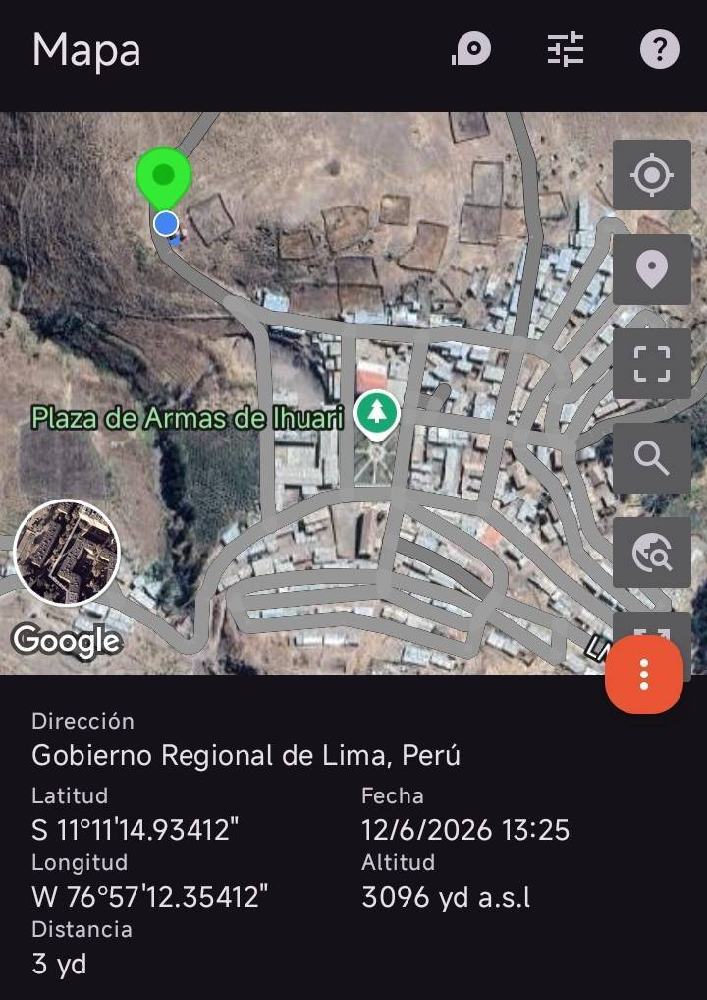 Mapa
Plaza de Armas de Ihuari
Google
Dirección
Gobierno Regional de Lima, Perú
Latitud
S 11°11'14.93412"
Fecha
12/6/2026 13:25
Longitud
W 76°57'12.35412"
Altitud
3096 yd a.s.l
Distancia
3 yd